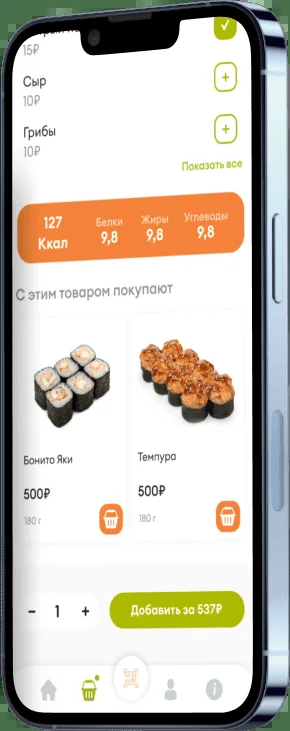 15₽
Сыр
10₽
Грибы
10₽
Показать все
127
Ккал
Белки
9,8
Жиры
9,8
Углеводы
9,8
С этим товаром покупают
Бонито Яки
500₽
180 г
Темпура
500₽
180 г
− 1 +
Добавить за 537₽